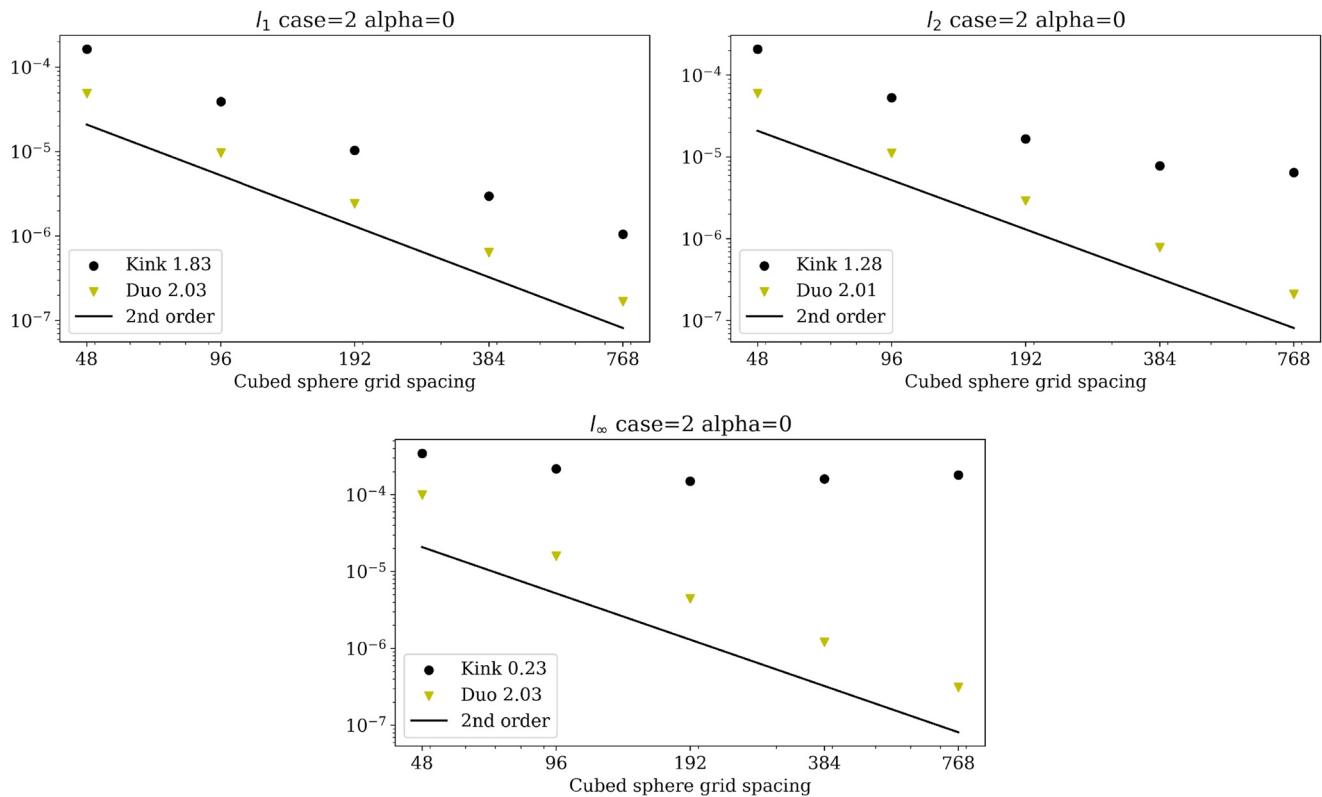 l₁ case=2 alpha=0
10⁻⁴
10⁻⁵
10⁻⁶
10⁻⁷
Kink 1.83
Duo 2.03
2nd order
48 96 192 384 768
Cubed sphere grid spacing
l₂ case=2 alpha=0
10⁻⁴
10⁻⁵
10⁻⁶
10⁻⁷
Kink 1.28
Duo 2.01
2nd order
48 96 192 384 768
Cubed sphere grid spacing
l∞ case=2 alpha=0
10⁻⁴
10⁻⁵
10⁻⁶
10⁻⁷
Kink 0.23
Duo 2.03
2nd order
48 96 192 384 768
Cubed sphere grid spacing